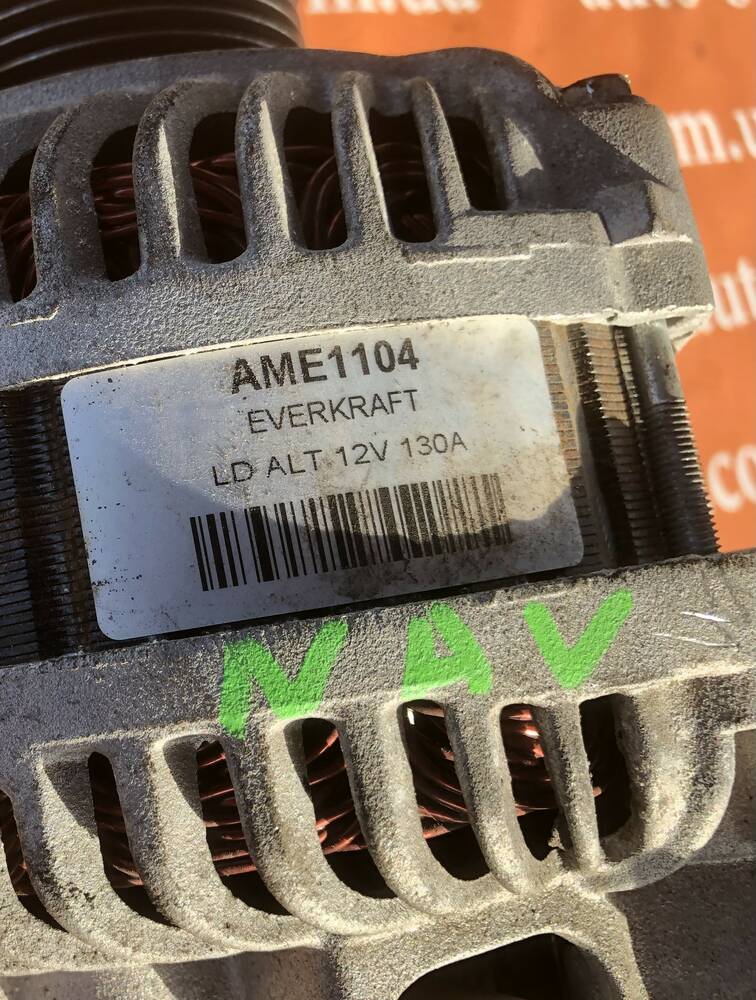 AME1104
EVERKRAFT
LD ALT 12V 130A
NAV